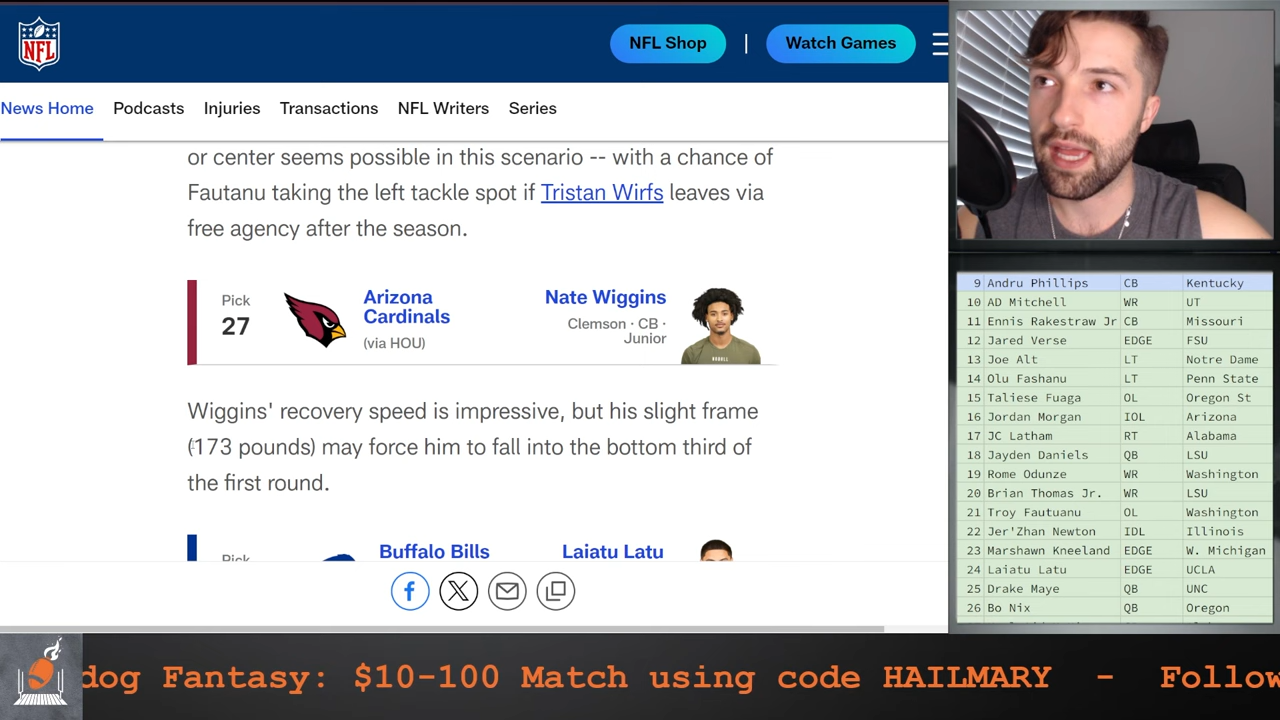 NFL
NFL Shop
|
Watch Games
News Home
Podcasts
Injuries
Transactions
NFL Writers
Series
or center seems possible in this scenario -- with a chance of
Fautanu taking the left tackle spot if Tristan Wirfs leaves via
free agency after the season.
Pick
27
Arizona
Cardinals
(via HOU)
Nate Wiggins
Clemson · CB ·
Junior
Wiggins' recovery speed is impressive, but his slight frame
(173 pounds) may force him to fall into the bottom third of
the first round.
Pick
Buffalo Bills
Laiatu Latu
9 Andru Phillips CB Kentucky
10 AD Mitchell WR UT
11 Ennis Rakestraw Jr CB Missouri
12 Jared Verse EDGE FSU
13 Joe Alt LT Notre Dame
14 Olu Fashanu LT Penn State
15 Taliese Fuaga OL Oregon St
16 Jordan Morgan IOL Arizona
17 JC Latham RT Alabama
18 Jayden Daniels QB LSU
19 Rome Odunze WR Washington
20 Brian Thomas Jr. WR LSU
21 Troy Fautuanu OL Washington
22 Jer'Zhan Newton IDL Illinois
23 Marshawn Kneeland EDGE W. Michigan
24 Laiatu Latu EDGE UCLA
25 Drake Maye QB UNC
26 Bo Nix QB Oregon
dog Fantasy: $10-100 Match using code HAILMARY - Follow